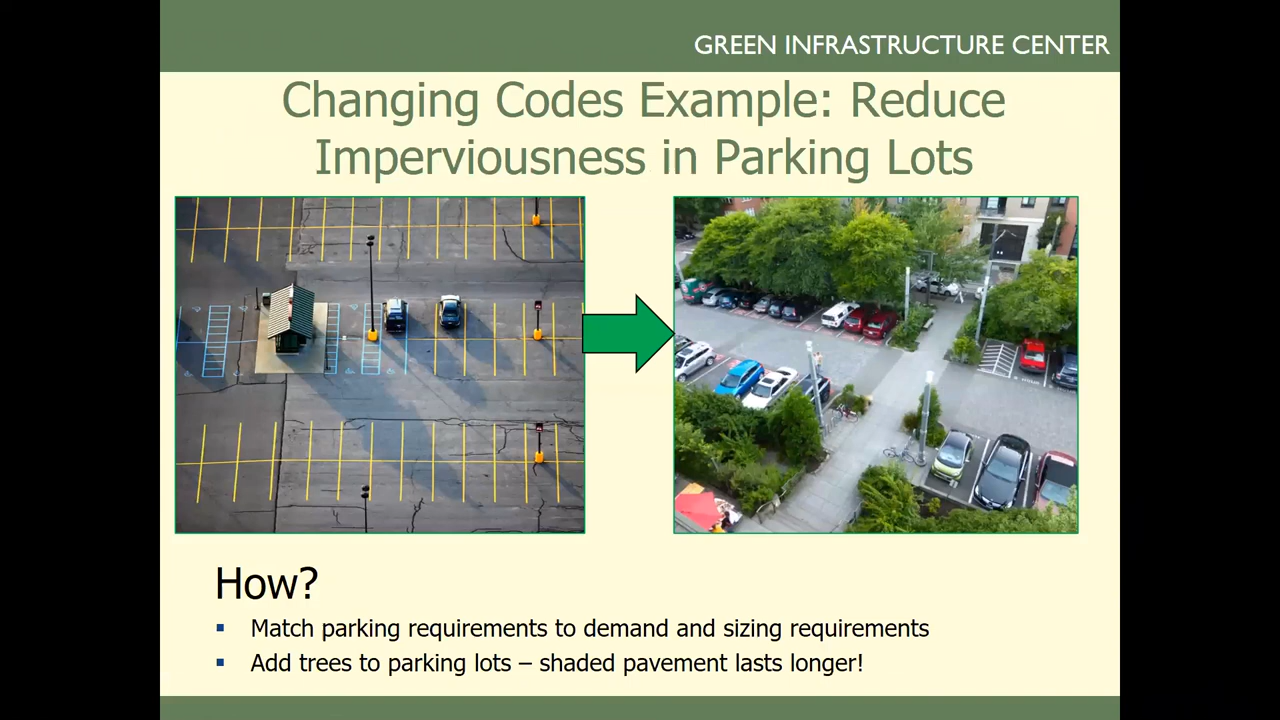 GREEN INFRASTRUCTURE CENTER
Changing Codes Example: Reduce
Imperviousness in Parking Lots
How?
▪ Match parking requirements to demand and sizing requirements
▪ Add trees to parking lots – shaded pavement lasts longer!